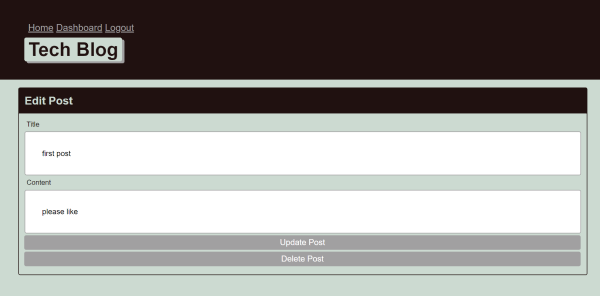 Home Dashboard Logout
Tech Blog
Edit Post
Title
first post
Content
please like
Update Post
Delete Post